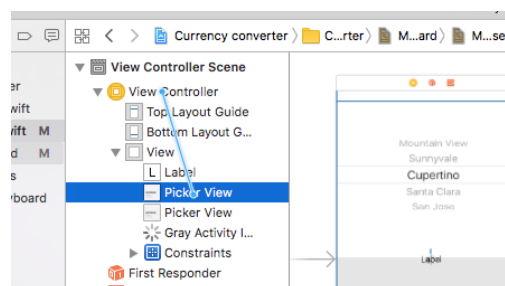 Currency converter
C...rter
M...ard
M...se
er
wift
wift M
d M
s
board
View Controller Scene
View Controller
Top Layout Guide
Bottom Layout G...
View
L Label
Picker View
Picker View
Gray Activity I...
Constraints
First Responder
Mountain View
Sunnyvale
Cupertino
Santa Clara
San Jose
Label